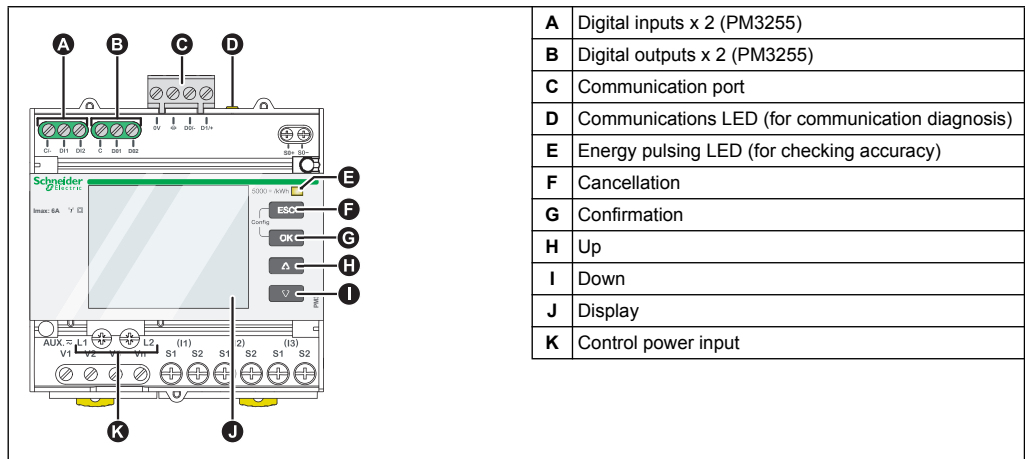 A B C D
0V D0/- D1/+
CI- DI1 DI2 C D01 D02 S0+ S0-
Schneider
Electric
5000 /kWh
E
Imax: 6A
ESC
F
Config
OK
G
H
I
AUX. L1 L2 (I1) (I3)
V1 V2 S1 S2 S1 S2 S1 S2
K J
A Digital inputs x 2 (PM3255)
B Digital outputs x 2 (PM3255)
C Communication port
D Communications LED (for communication diagnosis)
E Energy pulsing LED (for checking accuracy)
F Cancellation
G Confirmation
H Up
I Down
J Display
K Control power input